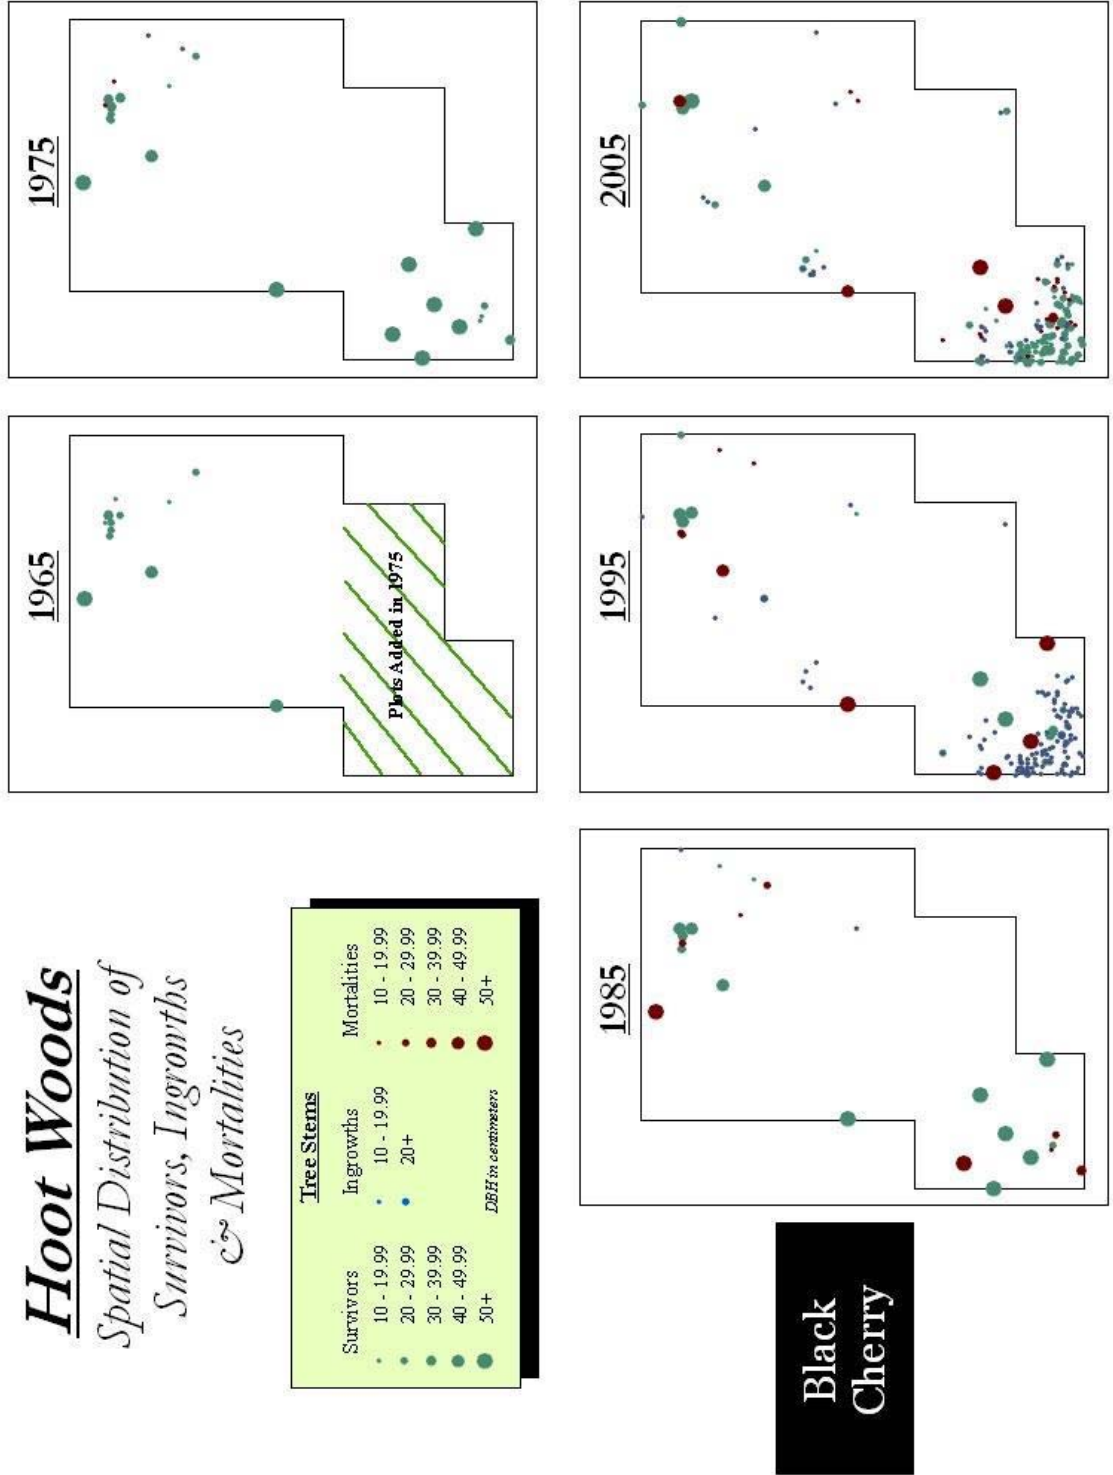 Hoot Woods
Spatial Distribution of
Survivors, Ingrowths
& Mortalities
Tree Stems
Survivors
10 - 19.99
20 - 29.99
30 - 39.99
40 - 49.99
50+
Ingrowths
10 - 19.99
20+
Mortalities
10 - 19.99
20 - 29.99
30 - 39.99
40 - 49.99
50+
DBH in centimeters
Black
Cherry
1965
Plots Added in 1975
1975
1985
1995
2005